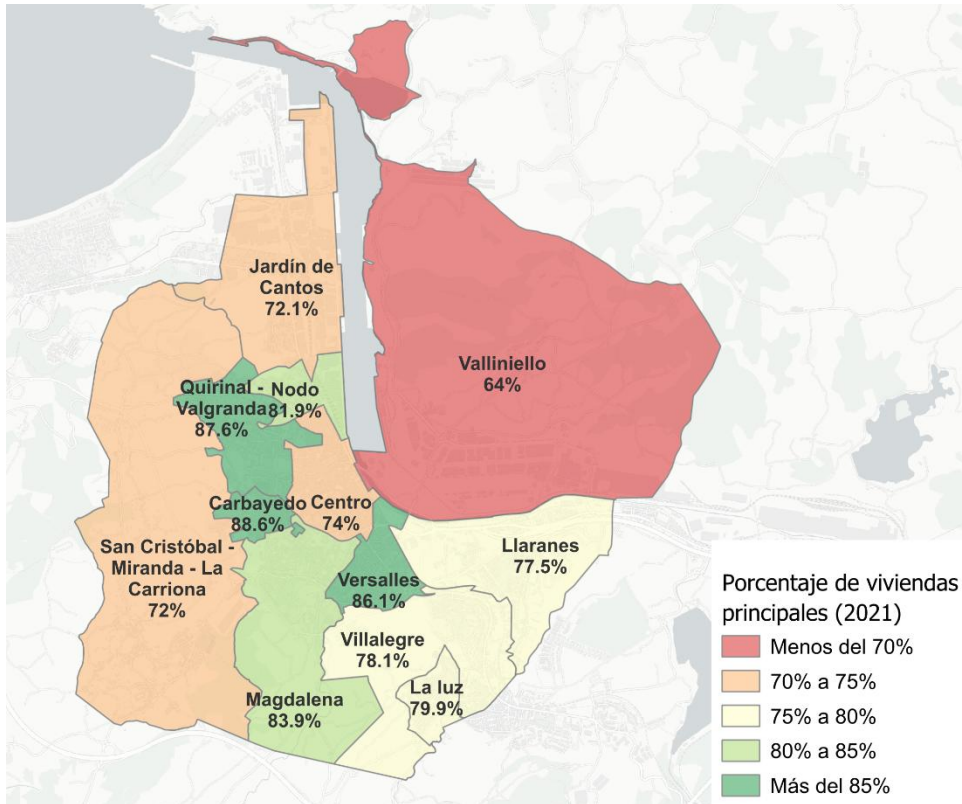 Jardín de
Cantos
72.1%
Valliniello
64%
Quirinal -
Valgranda
87.6%
Nodo
81.9%
Carbayedo
88.6%
Centro
74%
San Cristóbal -
Miranda - La
Carriona
72%
Llaranes
77.5%
Versalles
86.1%
Villalegre
78.1%
La luz
79.9%
Magdalena
83.9%
Porcentaje de viviendas
principales (2021)
Menos del 70%
70% a 75%
75% a 80%
80% a 85%
Más del 85%